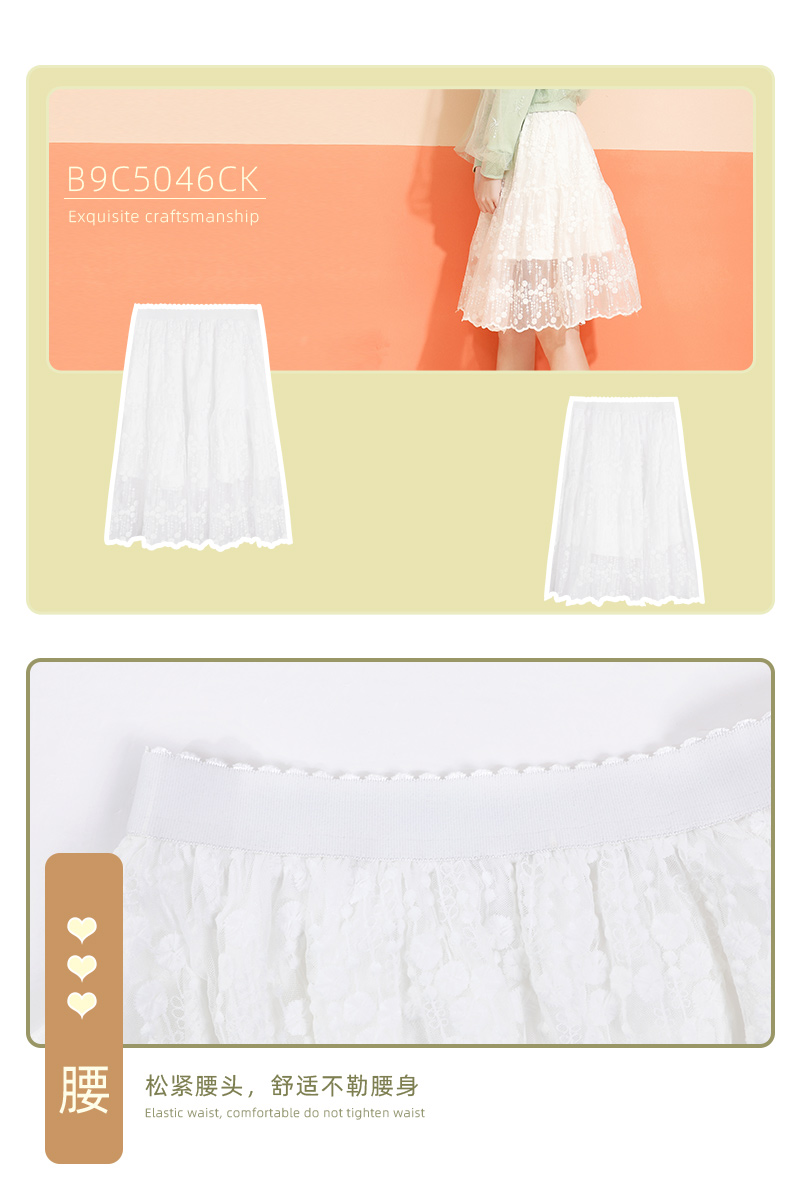 B9C5046CK
Exquisite craftsmanship
腰
松紧腰头，舒适不勒腰身
Elastic waist, comfortable do not tighten waist